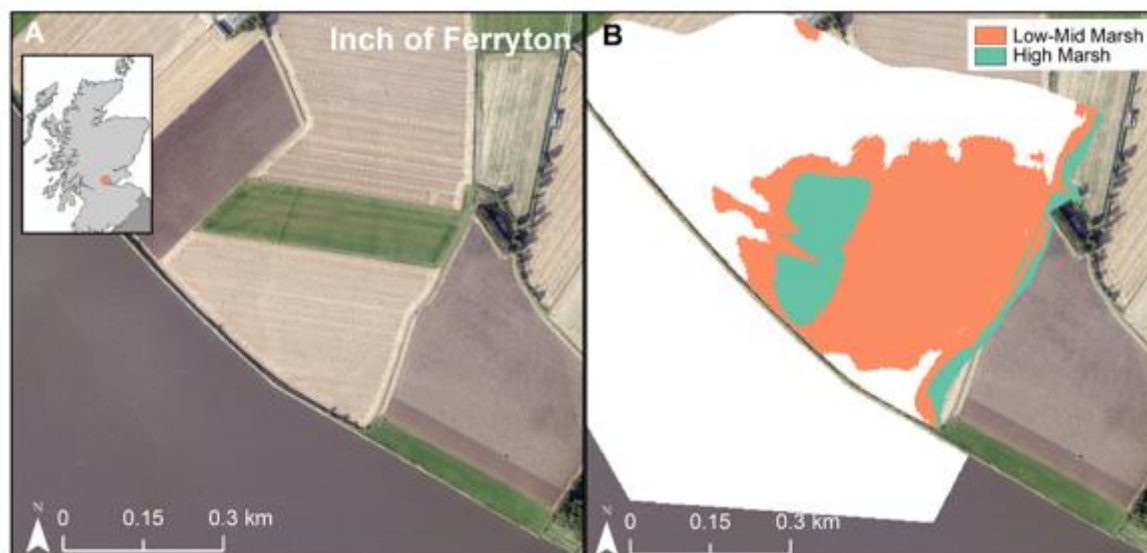 A
Inch of Ferryton
N
0 0.15 0.3 km
B
Low-Mid Marsh
High Marsh
N
0 0.15 0.3 km